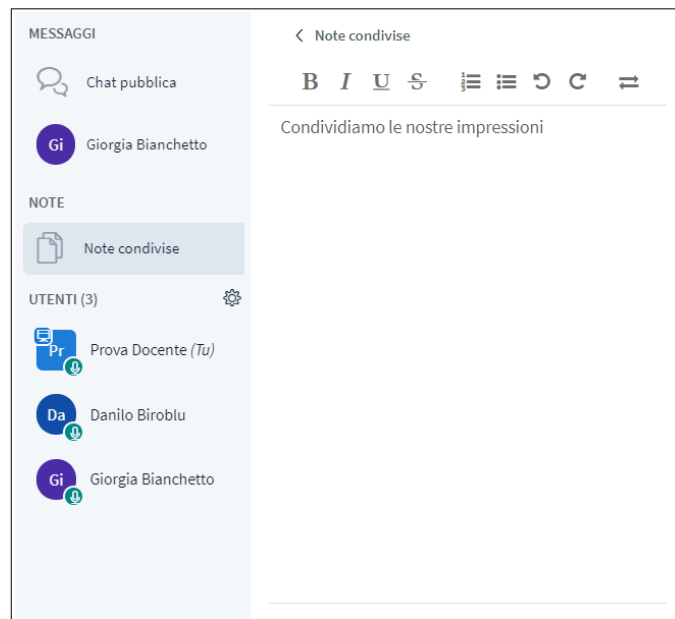 MESSAGGI
Chat pubblica
Gi Giorgia Bianchetto
NOTE
Note condivise
UTENTI (3)
Pr Prova Docente (Tu)
Da Danilo Biroblu
Gi Giorgia Bianchetto
Note condivise
B I U S
Condividiamo le nostre impressioni